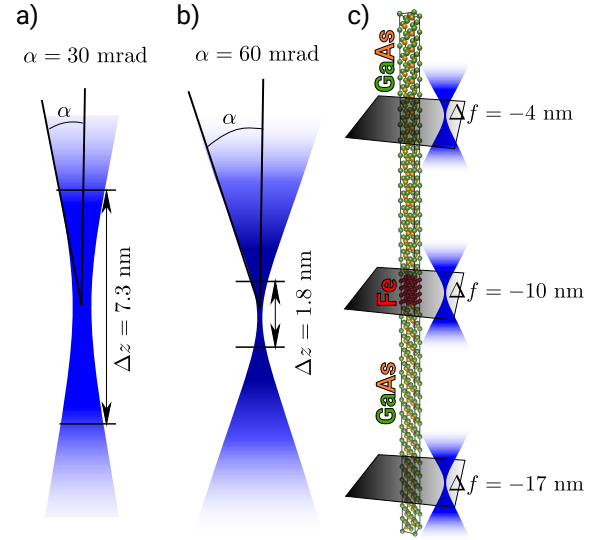 a)
α = 30 mrad
α
Δz = 7.3 nm
b)
α = 60 mrad
α
Δz = 1.8 nm
c)
GaAs
Δf = −4 nm
Fe
Δf = −10 nm
GaAs
Δf = −17 nm